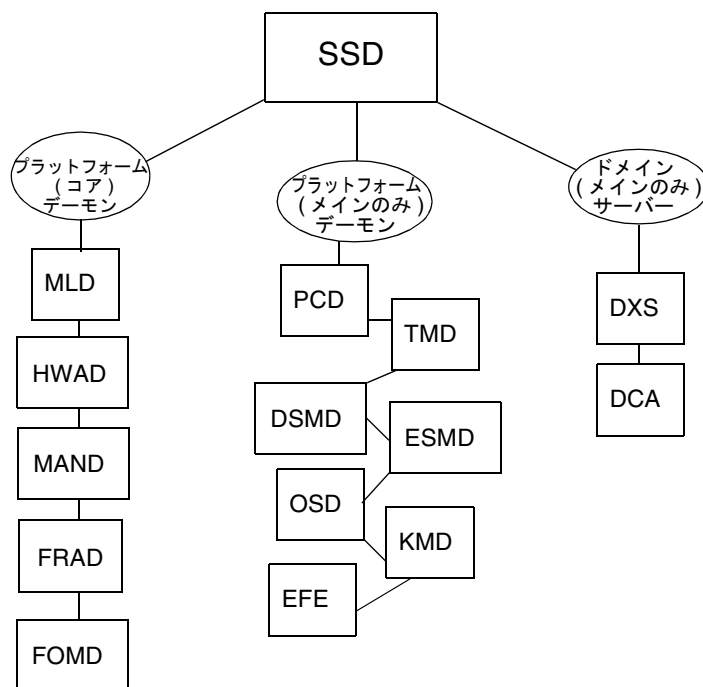 SSD
プラットフォーム
(コア)
デーモン
プラットフォーム
(メインのみ)
デーモン
ドメイン
(メインのみ)
サーバー
MLD
HWAD
MAND
FRAD
FOMD
PCD
TMD
DSMD
ESMD
OSD
KMD
EFE
DXS
DCA